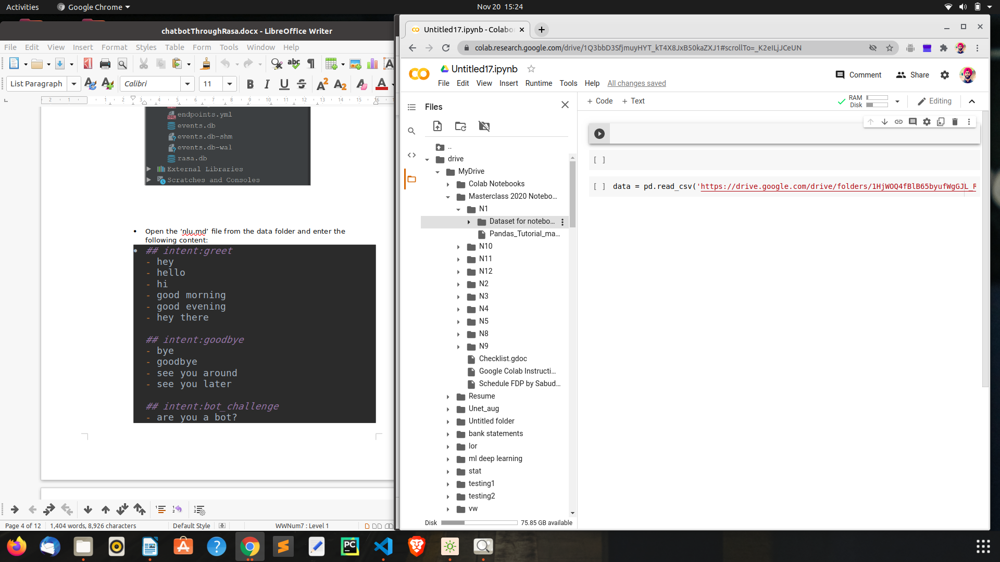 Activities
Google Chrome
Nov 20 15:24
chatbotThroughRasa.docx - LibreOffice Writer
File Edit View Insert Format Styles Table Form Tools Window Help
List Paragraph
Calibri
11
endpoints.yml
events.db
events.db-shm
events.db-wal
rasa.db
External Libraries
Scratches and Consoles
• Open the ‘nlu.md’ file from the data folder and enter the
following content:
• ## intent:greet
- hey
- hello
- hi
- good morning
- good evening
- hey there
## intent:goodbye
- bye
- goodbye
- see you around
- see you later
## intent:bot_challenge
- are you a bot?
Page 4 of 12
1,404 words, 8,926 characters
Default Style
WWNum7 : Level 1
Untitled17.ipynb - Colabo
colab.research.google.com/drive/1Q3bbD3SfjmuyHYT_kT4X8JxB50kaZXJ1#scrollTo=_K2eILjJCeUN
Untitled17.ipynb
File Edit View Insert Runtime Tools Help All changes saved
Comment
Share
Files
+ Code + Text
RAM
Disk
Editing
..
drive
MyDrive
Colab Notebooks
Masterclass 2020 Notebo...
N1
Dataset for notebo...
Pandas_Tutorial_ma...
N10
N11
N12
N2
N3
N4
N5
N8
N9
Checklist.gdoc
Google Colab Instructi...
Schedule FDP by Sabud...
Resume
Unet_aug
Untitled folder
bank statements
lor
ml deep learning
stat
testing1
testing2
vw
Disk
75.85 GB available
[ ]
[ ] data = pd.read_csv('https://drive.google.com/drive/folders/1HjWOQ4fBlB65byufWgGJL_R